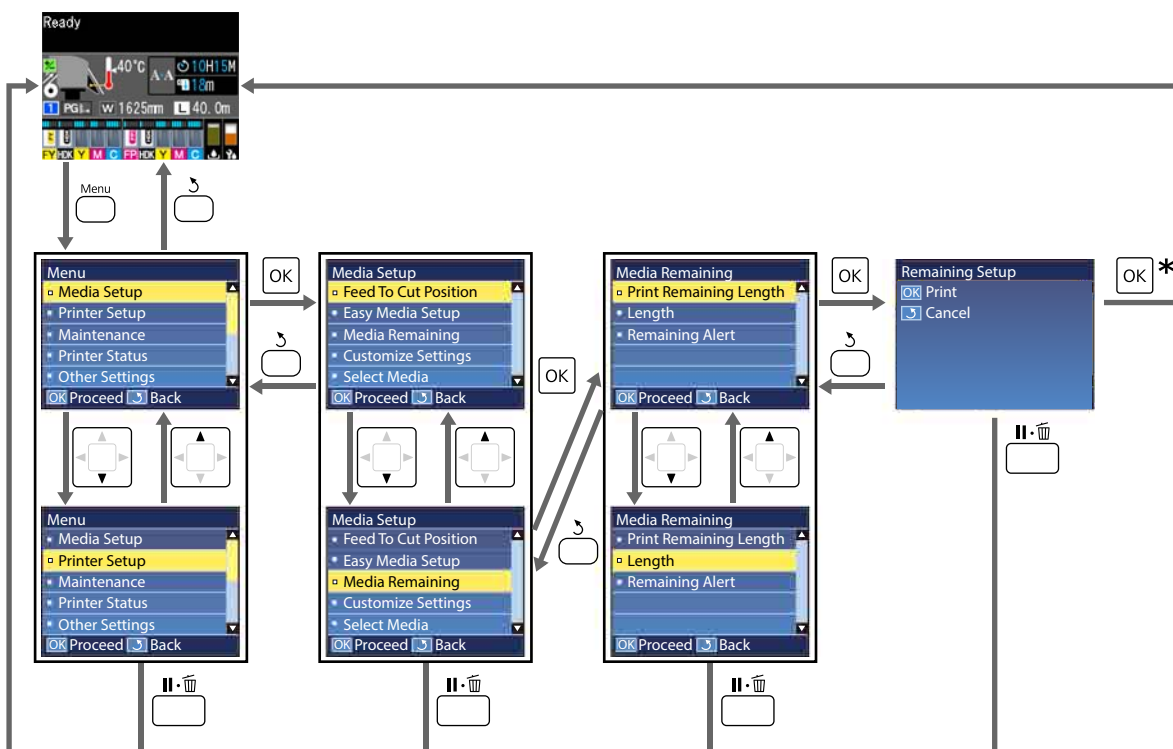 Ready
40°C
A·A
10H15M
18m
1 PG W 1625mm L 40.0m
FY HDK Y M C FP HDK Y M C
Menu
Menu
Media Setup
Printer Setup
Maintenance
Printer Status
Other Settings
OK Proceed Back
OK
Media Setup
Feed To Cut Position
Easy Media Setup
Media Remaining
Customize Settings
Select Media
OK Proceed Back
OK
Media Remaining
Print Remaining Length
Length
Remaining Alert
OK Proceed Back
OK
Remaining Setup
OK Print
Cancel
OK *
Menu
Media Setup
Printer Setup
Maintenance
Printer Status
Other Settings
OK Proceed Back
Media Setup
Feed To Cut Position
Easy Media Setup
Media Remaining
Customize Settings
Select Media
OK Proceed Back
Media Remaining
Print Remaining Length
Length
Remaining Alert
OK Proceed Back